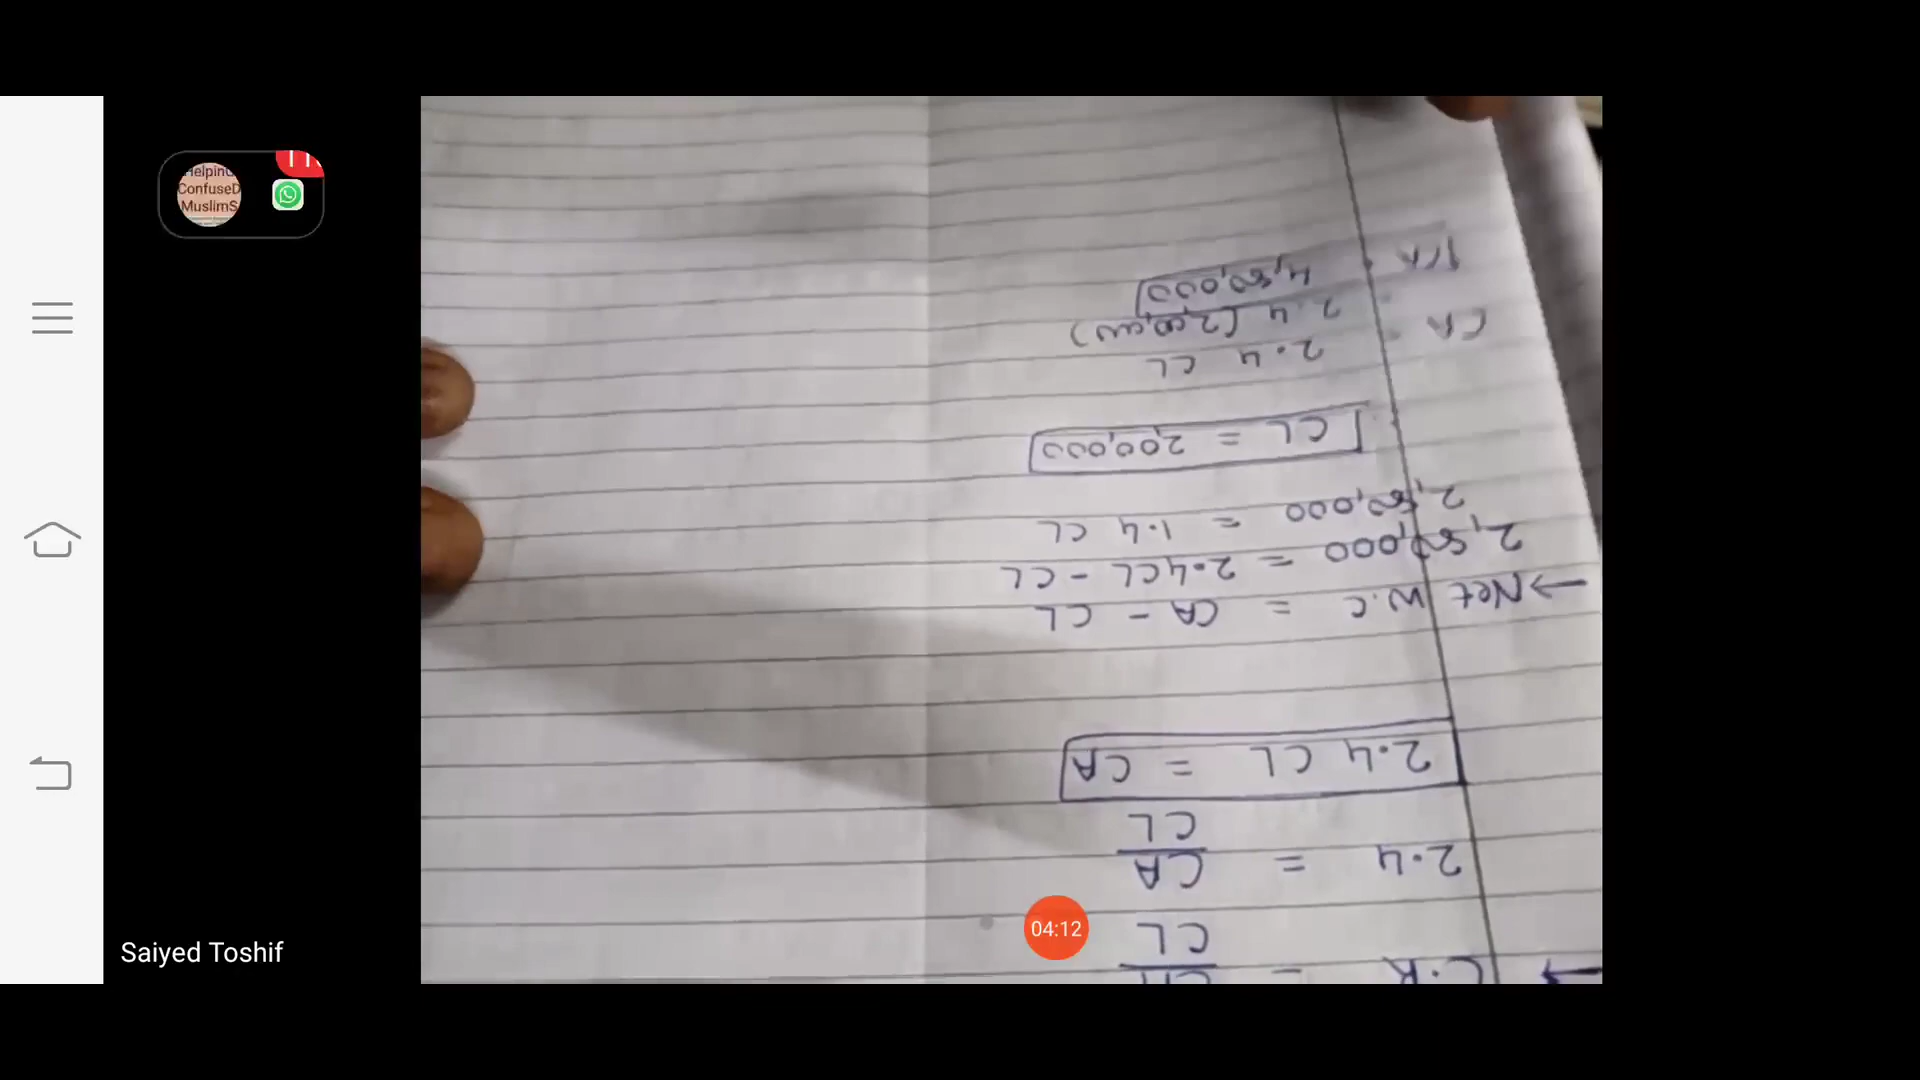 HelpinG
ConfuseD
MuslimS
→ C.R = CA
CL
2.4 = CA
CL
2.4 CL = CA
→ Net W.C = CA - CL
2,80,000 = 2.4CL - CL
2,80,000 = 1.4 CL
CL = 200,000
2.4 CL
CA = 2.4 (2,00,000)
4,80,000
04:12
Saiyed Toshif